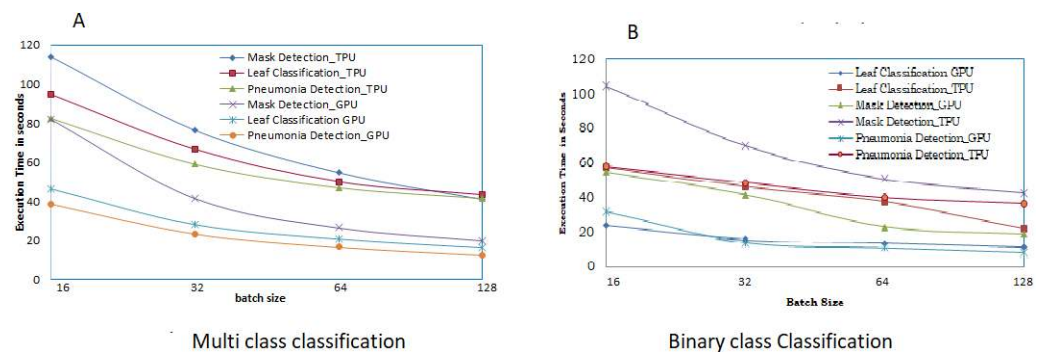 A
Execution Time in seconds
120
100
80
60
40
20
0
16
32
64
128
batch size
Mask Detection_TPU
Leaf Classification_TPU
Pneumonia Detection_TPU
Mask Detection_GPU
Leaf Classification GPU
Pneumonia Detection_GPU
Multi class classification
B
Execution Time in Seconds
120
100
80
60
40
20
0
16
32
64
128
Batch Size
Leaf Classification GPU
Leaf Classification_TPU
Mask Detection_GPU
Mask Detection_TPU
Pneumonia Detection_GPU
Pneumonia Detection_TPU
Binary class Classification